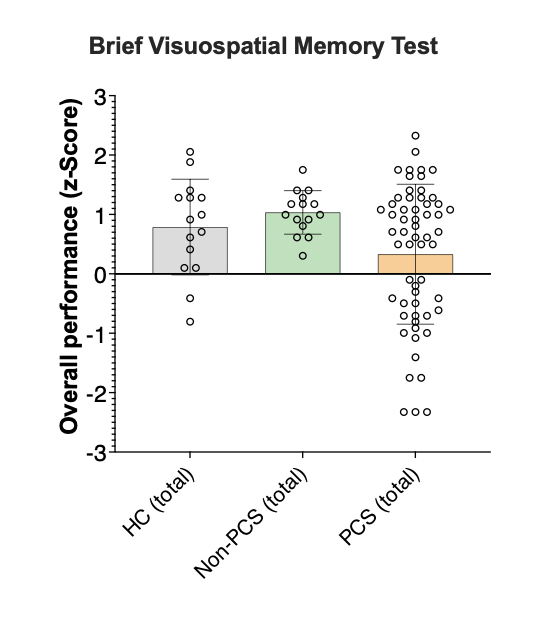 Brief Visuospatial Memory Test
Overall performance (z-Score)
3
2
1
0
-1
-2
-3
HC (total)
Non-PCS (total)
PCS (total)